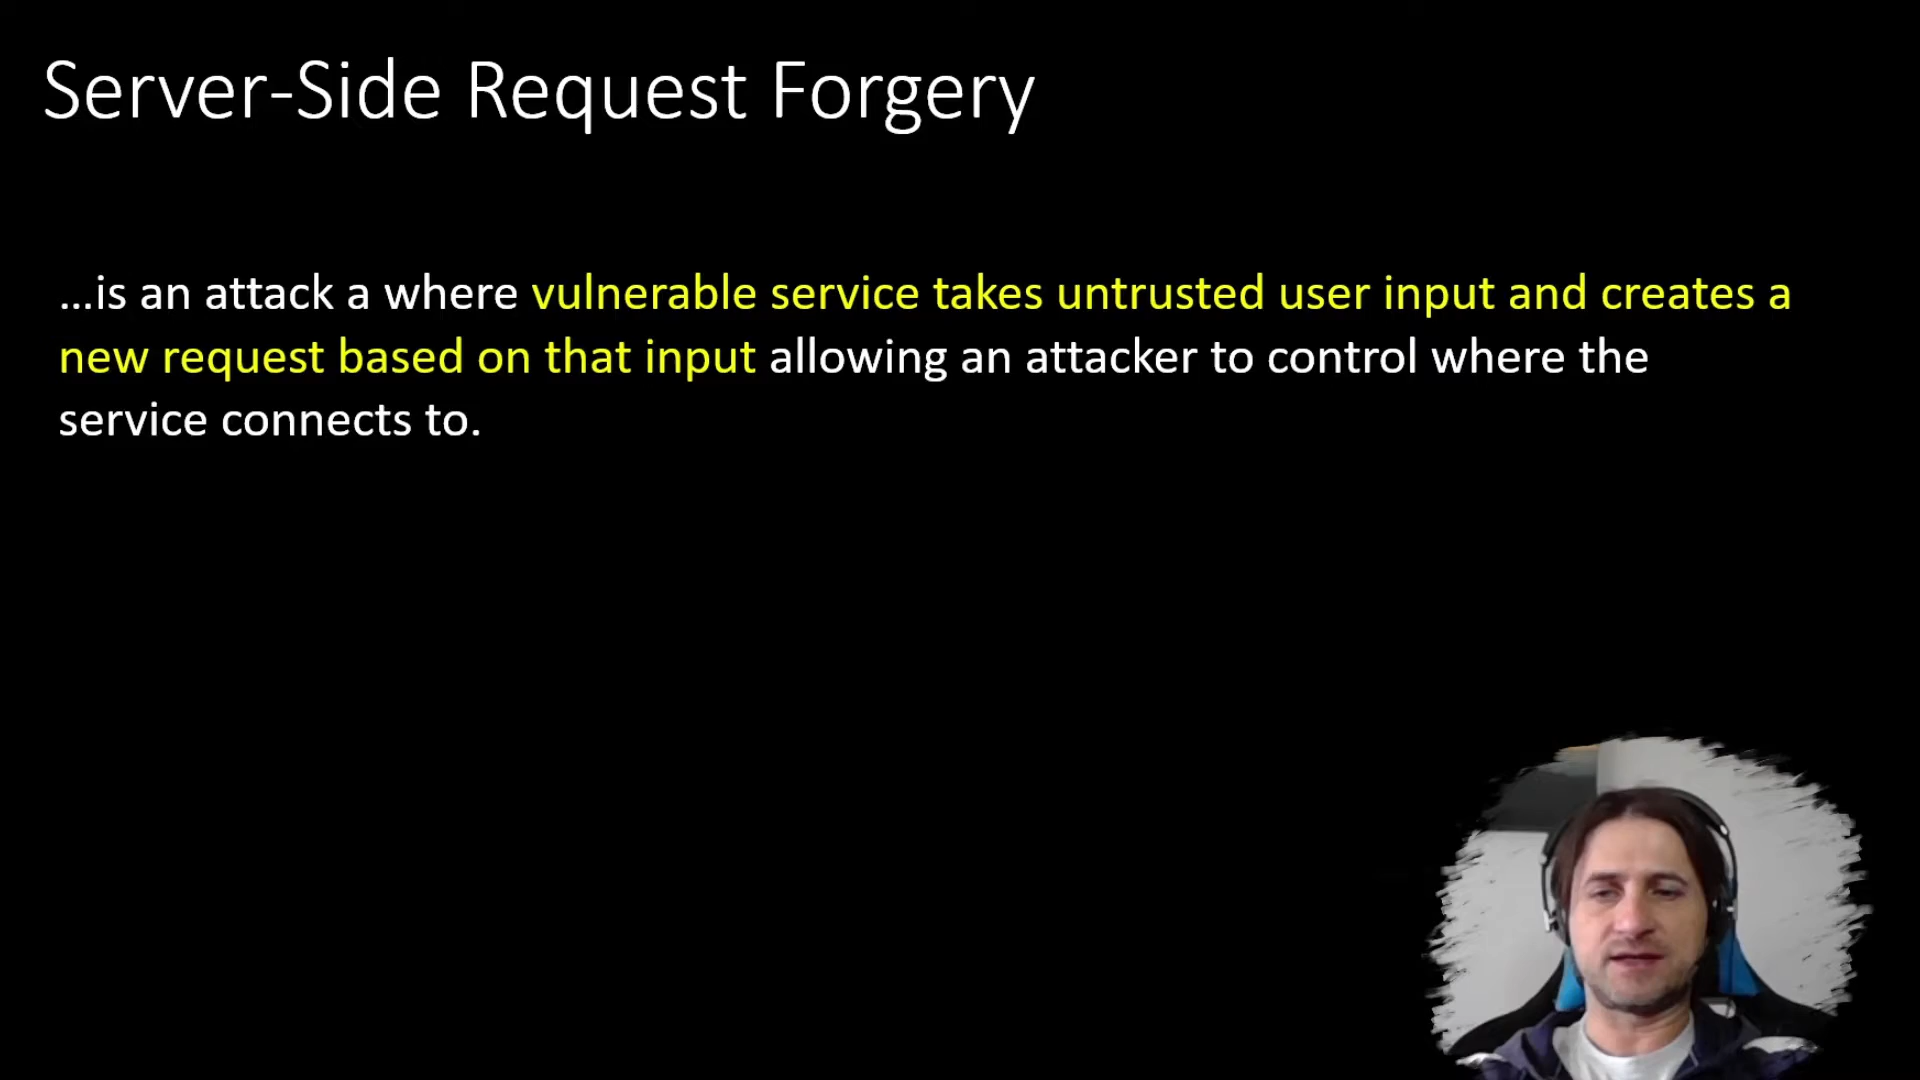 Server-Side Request Forgery
...is an attack a where vulnerable service takes untrusted user input and creates a
new request based on that input allowing an attacker to control where the
service connects to.